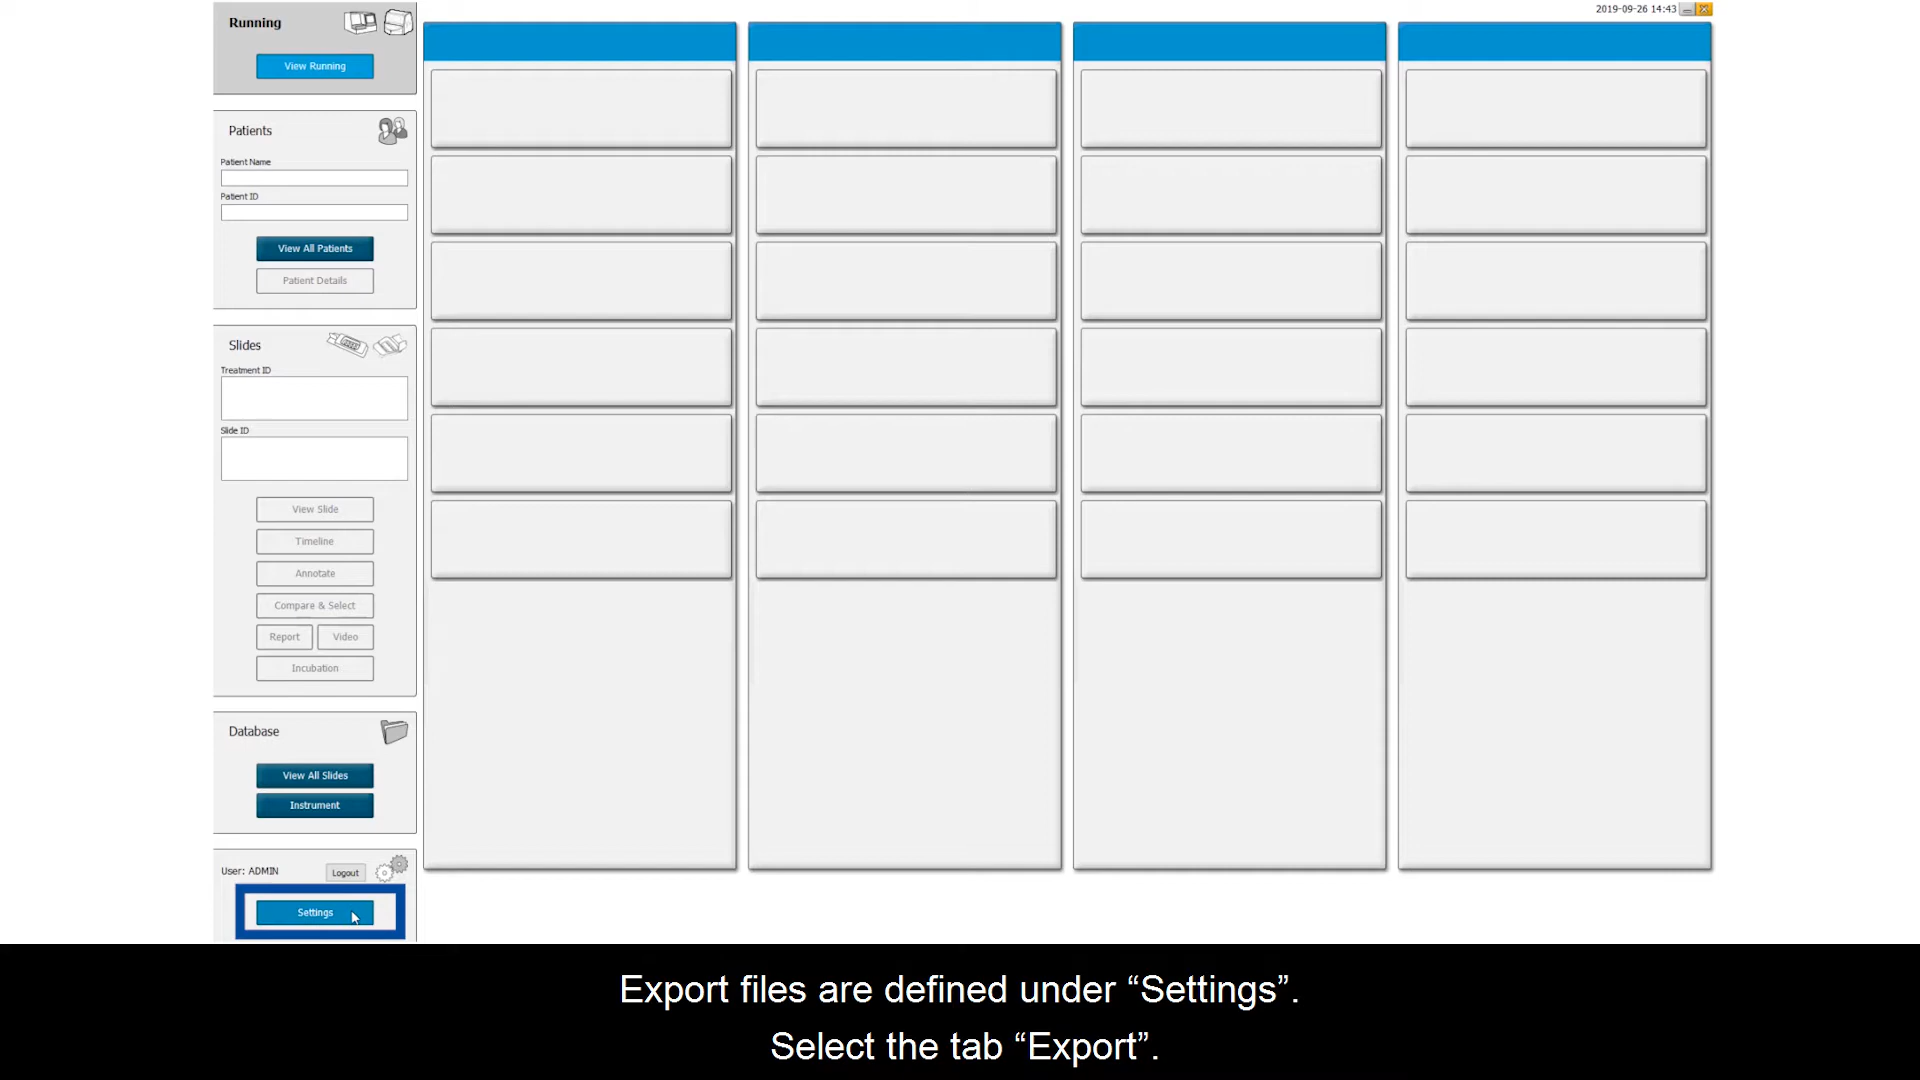 2019-09-26 14:43
Running
View Running
Patients
Patient Name
Patient ID
View All Patients
Patient Details
Slides
Treatment ID
Slide ID
View Slide
Timeline
Annotate
Compare & Select
Report Video
Incubation
Database
View All Slides
Instrument
User: ADMIN Logout
Settings
Export files are defined under “Settings”.
Select the tab “Export”.